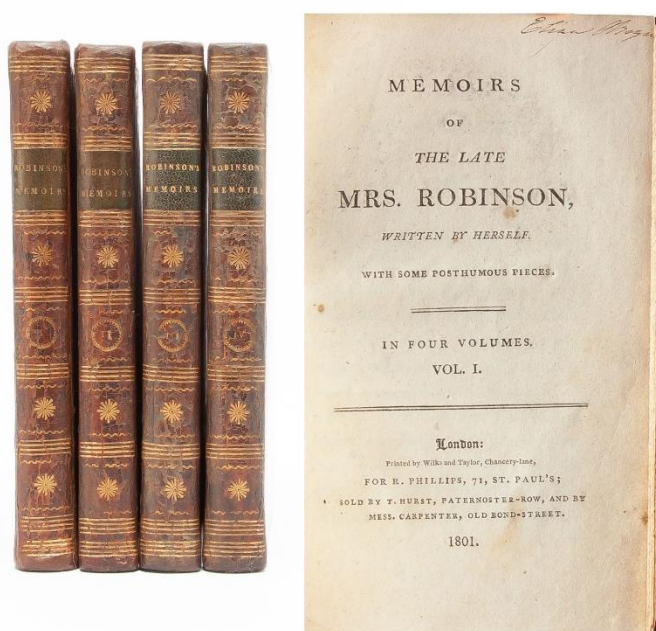 ROBINSON'S
MEMOIRS
ROBINSON'S
MEMOIRS
ROBINSON'S
MEMOIRS
ROBINSON'S
MEMOIRS
MEMOIRS
OF
THE LATE
MRS. ROBINSON,
WRITTEN BY HERSELF.
WITH SOME POSTHUMOUS PIECES.
IN FOUR VOLUMES.
VOL. I.
London:
Printed by Wilks and Taylor, Chancery-lane,
FOR R. PHILLIPS, 71, ST. PAUL'S;
SOLD BY T. HURST, PATERNOSTER-ROW, AND BY
MESS. CARPENTER, OLD BOND-STREET.
1801.